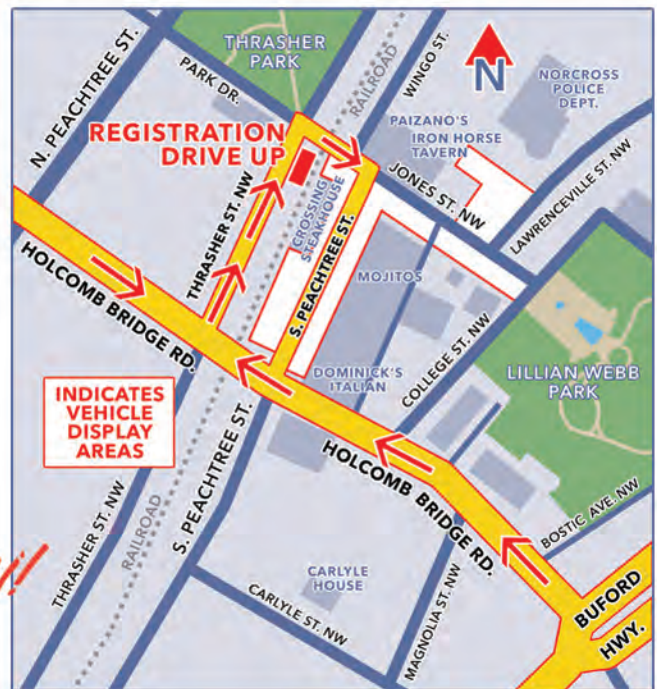 THRASHER
PARK
PARK DR.
N. PEACHTREE ST.
RAILROAD
WINGO ST.
N
NORCROSS
POLICE
DEPT.
REGISTRATION
DRIVE UP
PAIZANO'S
IRON HORSE
TAVERN
JONES ST. NW
LAWRENCEVILLE ST. NW
THRASHER ST. NW
CROSSING
STEAKHOUSE
S. PEACHTREE ST.
MOJITOS
HOLCOMB BRIDGE RD.
COLLEGE ST. NW
LILLIAN WEBB
PARK
DOMINICK'S
ITALIAN
INDICATES
VEHICLE
DISPLAY
AREAS
HOLCOMB BRIDGE RD.
BOSTIC AVE. NW
THRASHER ST. NW
RAILROAD
S. PEACHTREE ST.
CARLYLE
HOUSE
CARLYLE ST. NW
MAGNOLIA ST. NW
BUFORD
HWY.